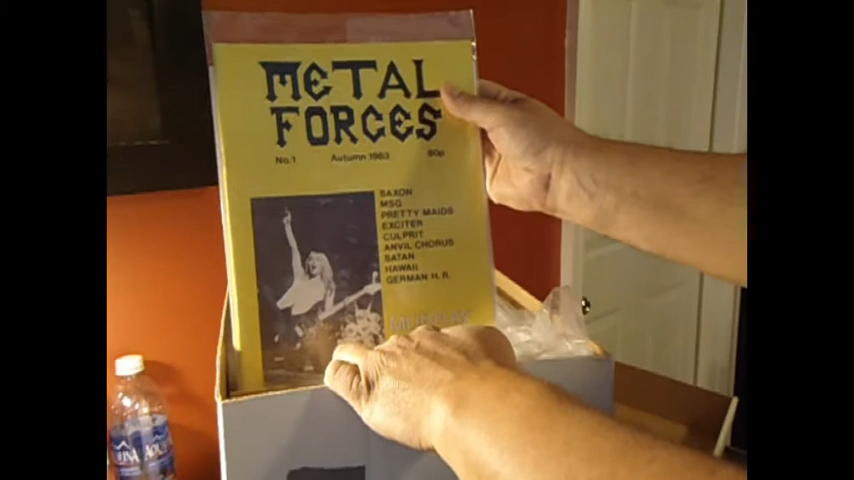 METAL
FORCES
No.1 Autumn 1983 80p
SAXON
MSG
PRETTY MAIDS
EXCITER
CULPRIT
ANVIL CHORUS
SATAN
HAWAII
GERMAN H.R.